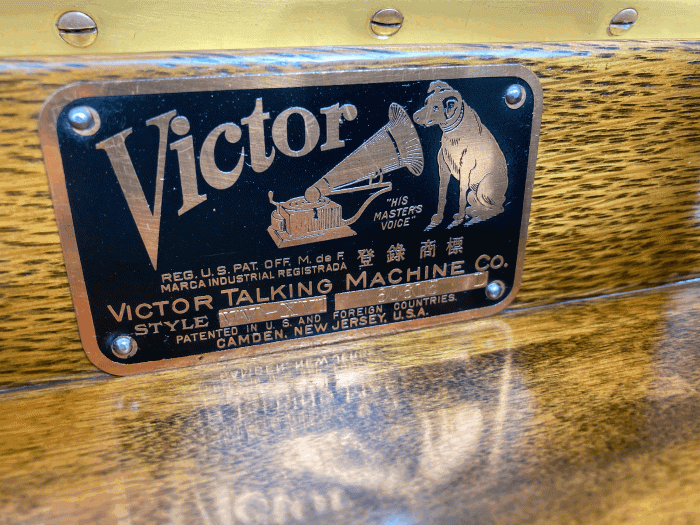 Victor
"HIS
MASTER'S
VOICE"
REG. U.S. PAT. OFF. M. de F.
MARCA INDUSTRIAL REGISTRADA
登錄商標
VICTOR TALKING MACHINE CO.
STYLE
PATENTED IN U.S. AND FOREIGN COUNTRIES.
CAMDEN, NEW JERSEY, U.S.A.